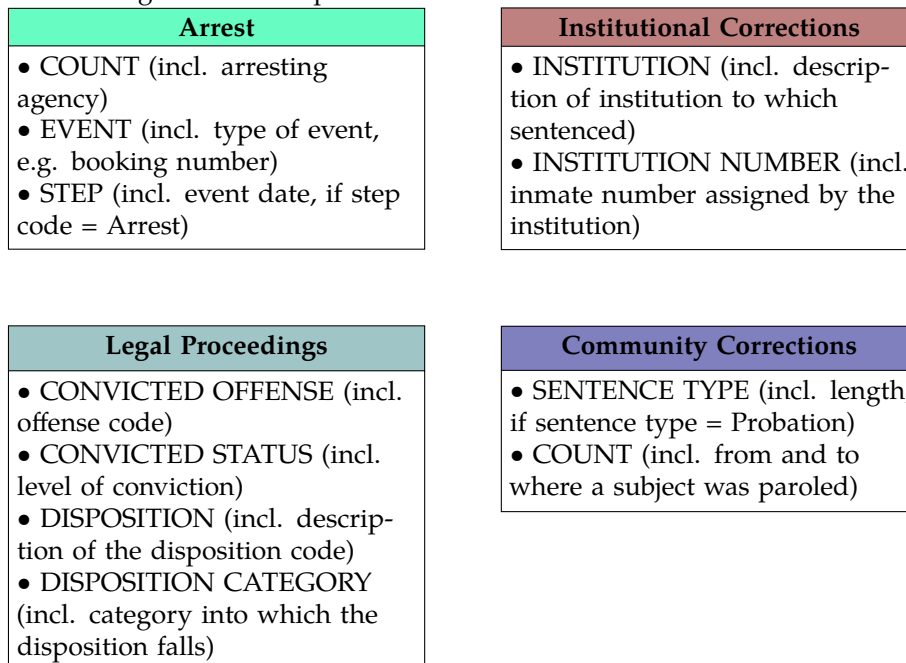 Arrest
• COUNT (incl. arresting
agency)
• EVENT (incl. type of event,
e.g. booking number)
• STEP (incl. event date, if step
code = Arrest)
Institutional Corrections
• INSTITUTION (incl. descrip-
tion of institution to which
sentenced)
• INSTITUTION NUMBER (incl.
inmate number assigned by the
institution)
Legal Proceedings
• CONVICTED OFFENSE (incl.
offense code)
• CONVICTED STATUS (incl.
level of conviction)
• DISPOSITION (incl. descrip-
tion of the disposition code)
• DISPOSITION CATEGORY
(incl. category into which the
disposition falls)
Community Corrections
• SENTENCE TYPE (incl. length
if sentence type = Probation)
• COUNT (incl. from and to
where a subject was paroled)